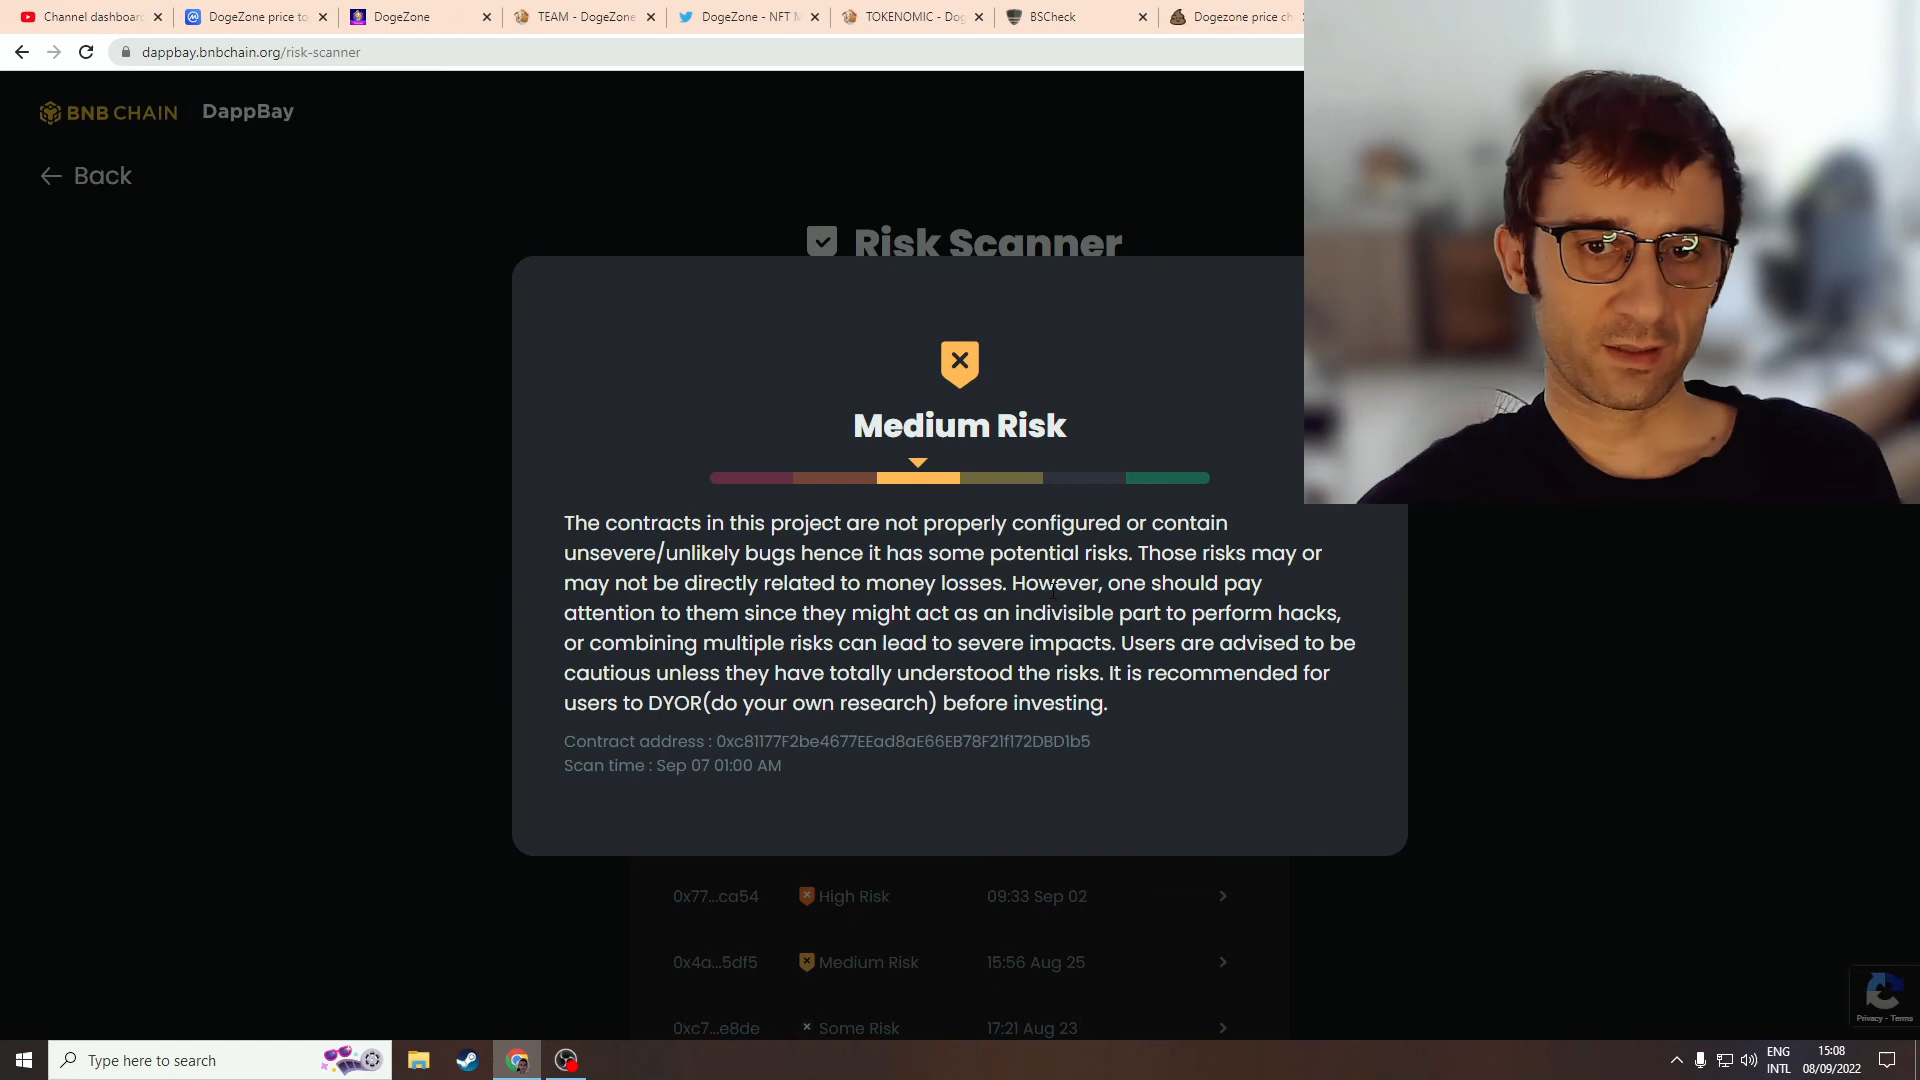 Channel dashboard
DogeZone price to
DogeZone
TEAM - DogeZone
DogeZone - NFT M
TOKENOMIC - Dog
BSCheck
Dogezone price ch
dappbay.bnbchain.org/risk-scanner
BNB CHAIN
DappBay
Back
Risk Scanner
Medium Risk
The contracts in this project are not properly configured or contain
unsevere/unlikely bugs hence it has some potential risks. Those risks may or
may not be directly related to money losses. However, one should pay
attention to them since they might act as an indivisible part to perform hacks,
or combining multiple risks can lead to severe impacts. Users are advised to be
cautious unless they have totally understood the risks. It is recommended for
users to DYOR(do your own research) before investing.
Contract address : 0xc81177F2be4677EEad8aE66EB78F21f172DBD1b5
Scan time : Sep 07 01:00 AM
0x77...ca54 High Risk 09:33 Sep 02
0x4a...5df5 Medium Risk 15:56 Aug 25
0xc7...e8de Some Risk 17:21 Aug 23
Privacy - Terms
Type here to search
ENG
INTL
15:08
08/09/2022